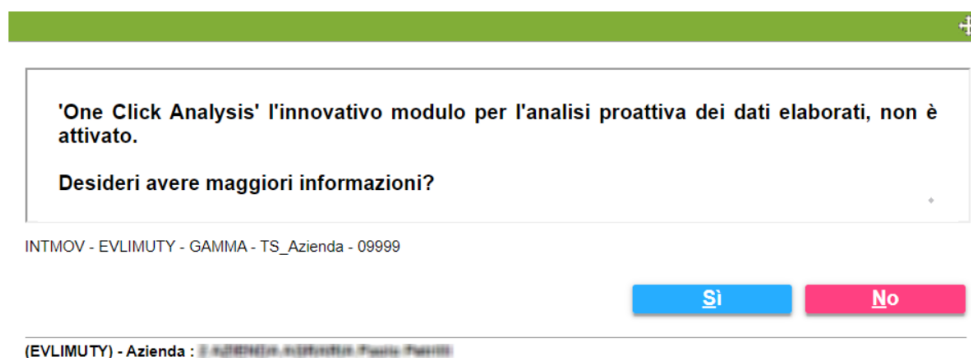 'One Click Analysis' l'innovativo modulo per l'analisi proattiva dei dati elaborati, non è
attivato.
Desideri avere maggiori informazioni?
INTMOV - EVLIMUTY - GAMMA - TS_Azienda - 09999
Sì
No
(EVLIMUTY) - Azienda :